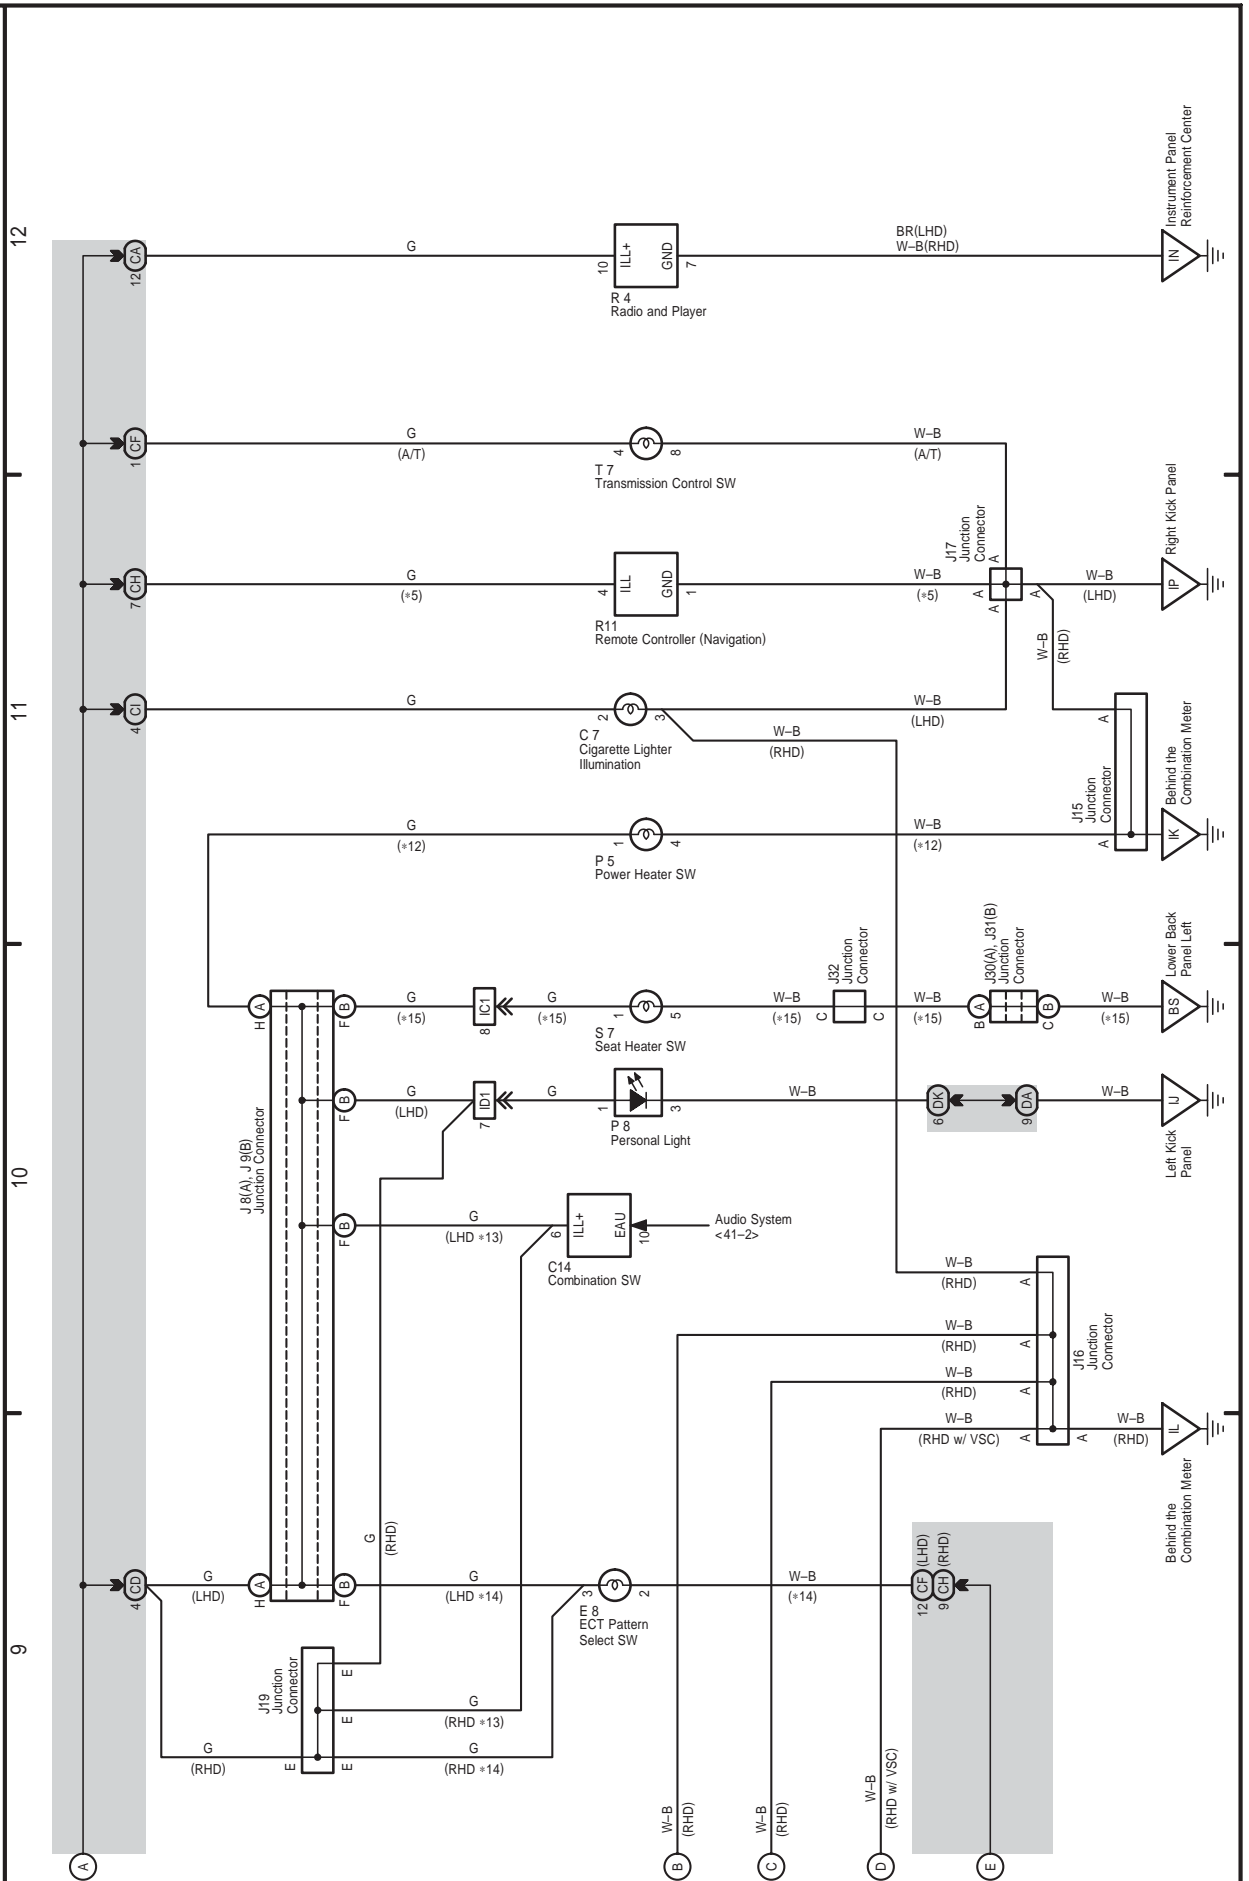 12
CA
12
G
10
ILL+
GND
7
R 4
Radio and Player
BR(LHD)
W–B(RHD)
IN
Instrument Panel
Reinforcement Center
CF
1
G
(A/T)
4
8
T 7
Transmission Control SW
W–B
(A/T)
11
CH
7
G
(∗5)
4
ILL
GND
1
R11
Remote Controller (Navigation)
W–B
(∗5)
J17
Junction
Connector
A
A
A
A
W–B
(LHD)
IP
Right Kick Panel
W–B
(RHD)
CI
4
G
2
3
C 7
Cigarette Lighter
Illumination
W–B
(LHD)
W–B
(RHD)
A
J15
Junction
Connector
A
G
(∗12)
1
4
P 5
Power Heater SW
W–B
(∗12)
IK
Behind the
Combination Meter
10
A
H
J 8(A), J 9(B)
Junction Connector
B
F
G
(∗15)
IC1
8
G
(∗15)
1
5
S 7
Seat Heater SW
W–B
(∗15)
J32
Junction
Connector
C
C
W–B
(∗15)
J30(A), J31(B)
Junction
Connector
A
B
B
C
W–B
(∗15)
BS
Lower Back
Panel Left
B
F
G
(LHD)
ID1
7
G
1
3
P 8
Personal Light
W–B
DK
6
DA
9
W–B
IJ
Left Kick
Panel
B
F
G
(LHD ∗13)
6
ILL+
EAU
10
C14
Combination SW
Audio System
<41–2>
W–B
(RHD)
A
W–B
(RHD)
A
W–B
(RHD)
A
W–B
(RHD w/ VSC)
A
J16
Junction
Connector
A
W–B
(RHD)
IL
Behind the
Combination Meter
9
CD
4
G
(LHD)
A
H
B
F
G
(LHD ∗14)
G
(RHD)
3
2
E 8
ECT Pattern
Select SW
W–B
(∗14)
CF
12
(LHD)
CH
9
(RHD)
J19
Junction
Connector
E
E
E
E
G
(RHD)
G
(RHD ∗13)
G
(RHD ∗14)
W–B
(RHD)
W–B
(RHD)
W–B
(RHD w/ VSC)
A
B
C
D
E